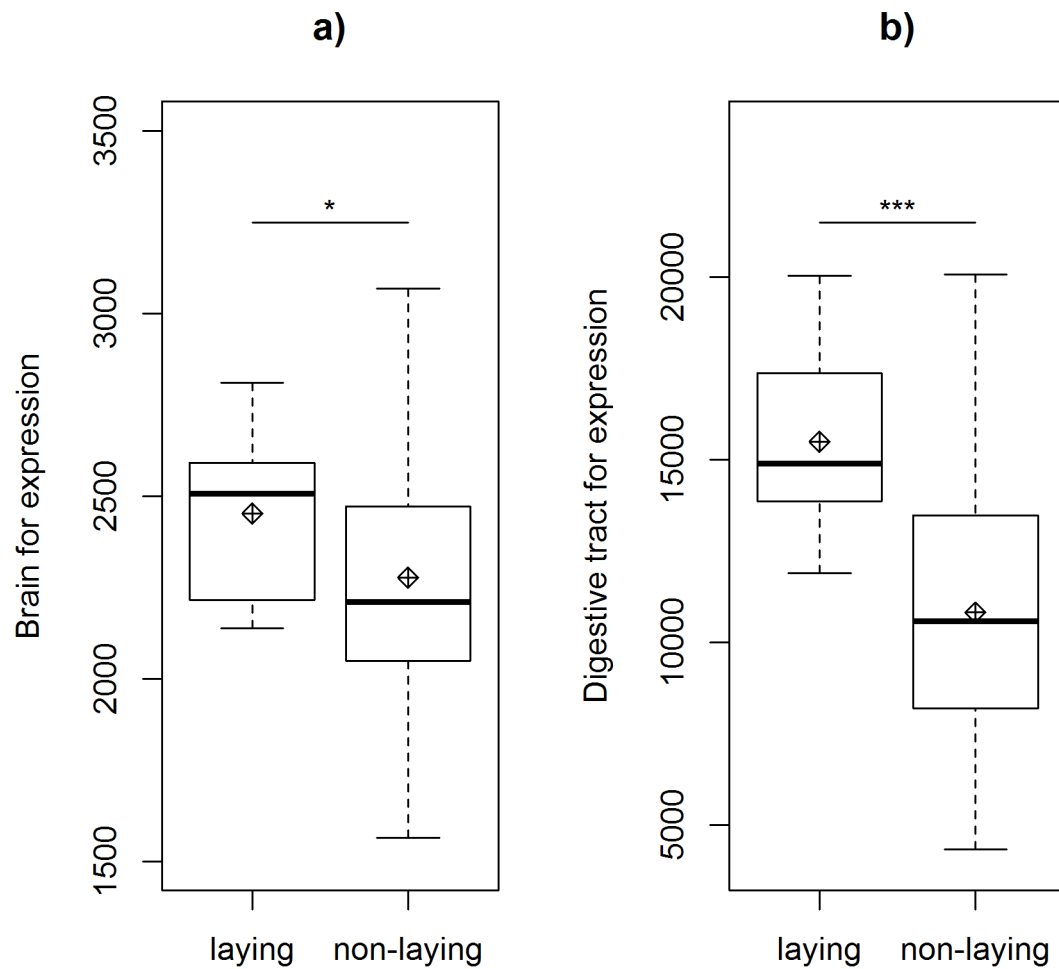 a)
Brain for expression
3500
3000
2500
2000
1500
*
laying
non-laying
b)
Digestive tract for expression
20000
15000
10000
5000
***
laying
non-laying